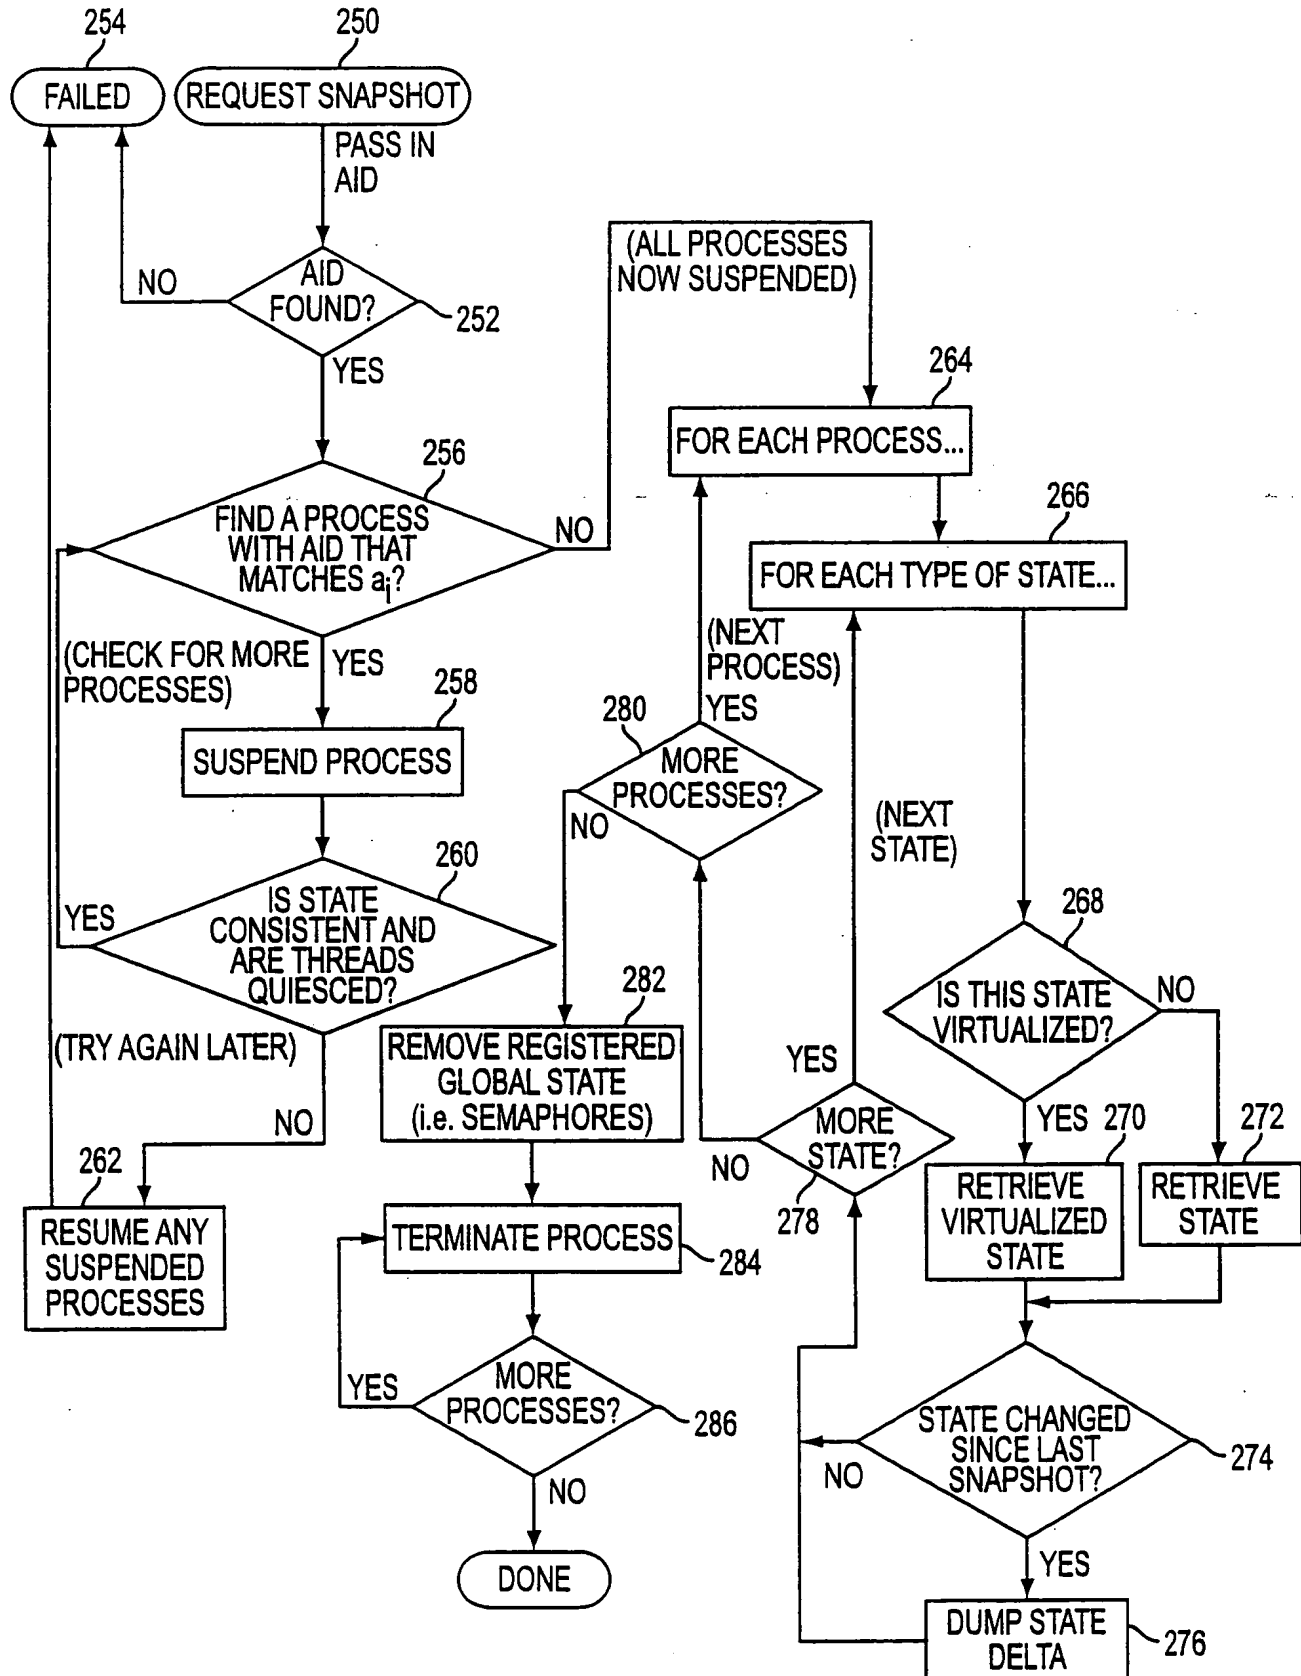 254
FAILED
250
REQUEST SNAPSHOT
PASS IN
AID
AID
FOUND?
252
NO
YES
256
FIND A PROCESS
WITH AID THAT
MATCHES ai?
NO
(ALL PROCESSES
NOW SUSPENDED)
(CHECK FOR MORE
PROCESSES)
YES
258
SUSPEND PROCESS
260
IS STATE
CONSISTENT AND
ARE THREADS
QUIESCED?
YES
(TRY AGAIN LATER)
NO
262
RESUME ANY
SUSPENDED
PROCESSES
264
FOR EACH PROCESS...
266
FOR EACH TYPE OF STATE...
(NEXT
PROCESS)
YES
280
MORE
PROCESSES?
NO
(NEXT
STATE)
268
IS THIS STATE
VIRTUALIZED?
NO
YES
270
RETRIEVE
VIRTUALIZED
STATE
272
RETRIEVE
STATE
YES
MORE
STATE?
NO
278
282
REMOVE REGISTERED
GLOBAL STATE
(i.e. SEMAPHORES)
TERMINATE PROCESS
284
MORE
PROCESSES?
YES
286
NO
DONE
STATE CHANGED
SINCE LAST
SNAPSHOT?
274
NO
YES
DUMP STATE
DELTA
276